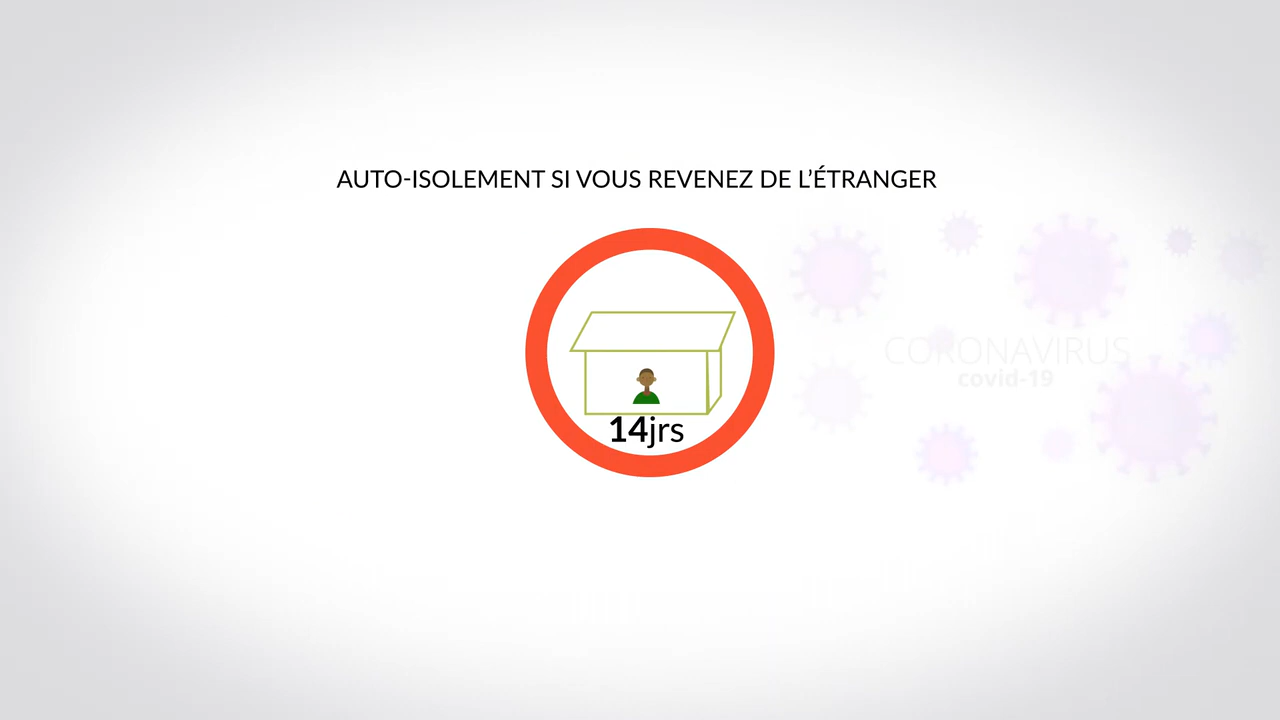 AUTO-ISOLEMENT SI VOUS REVENEZ DE L’ÉTRANGER
CORONAVIRUS
covid-19
14jrs